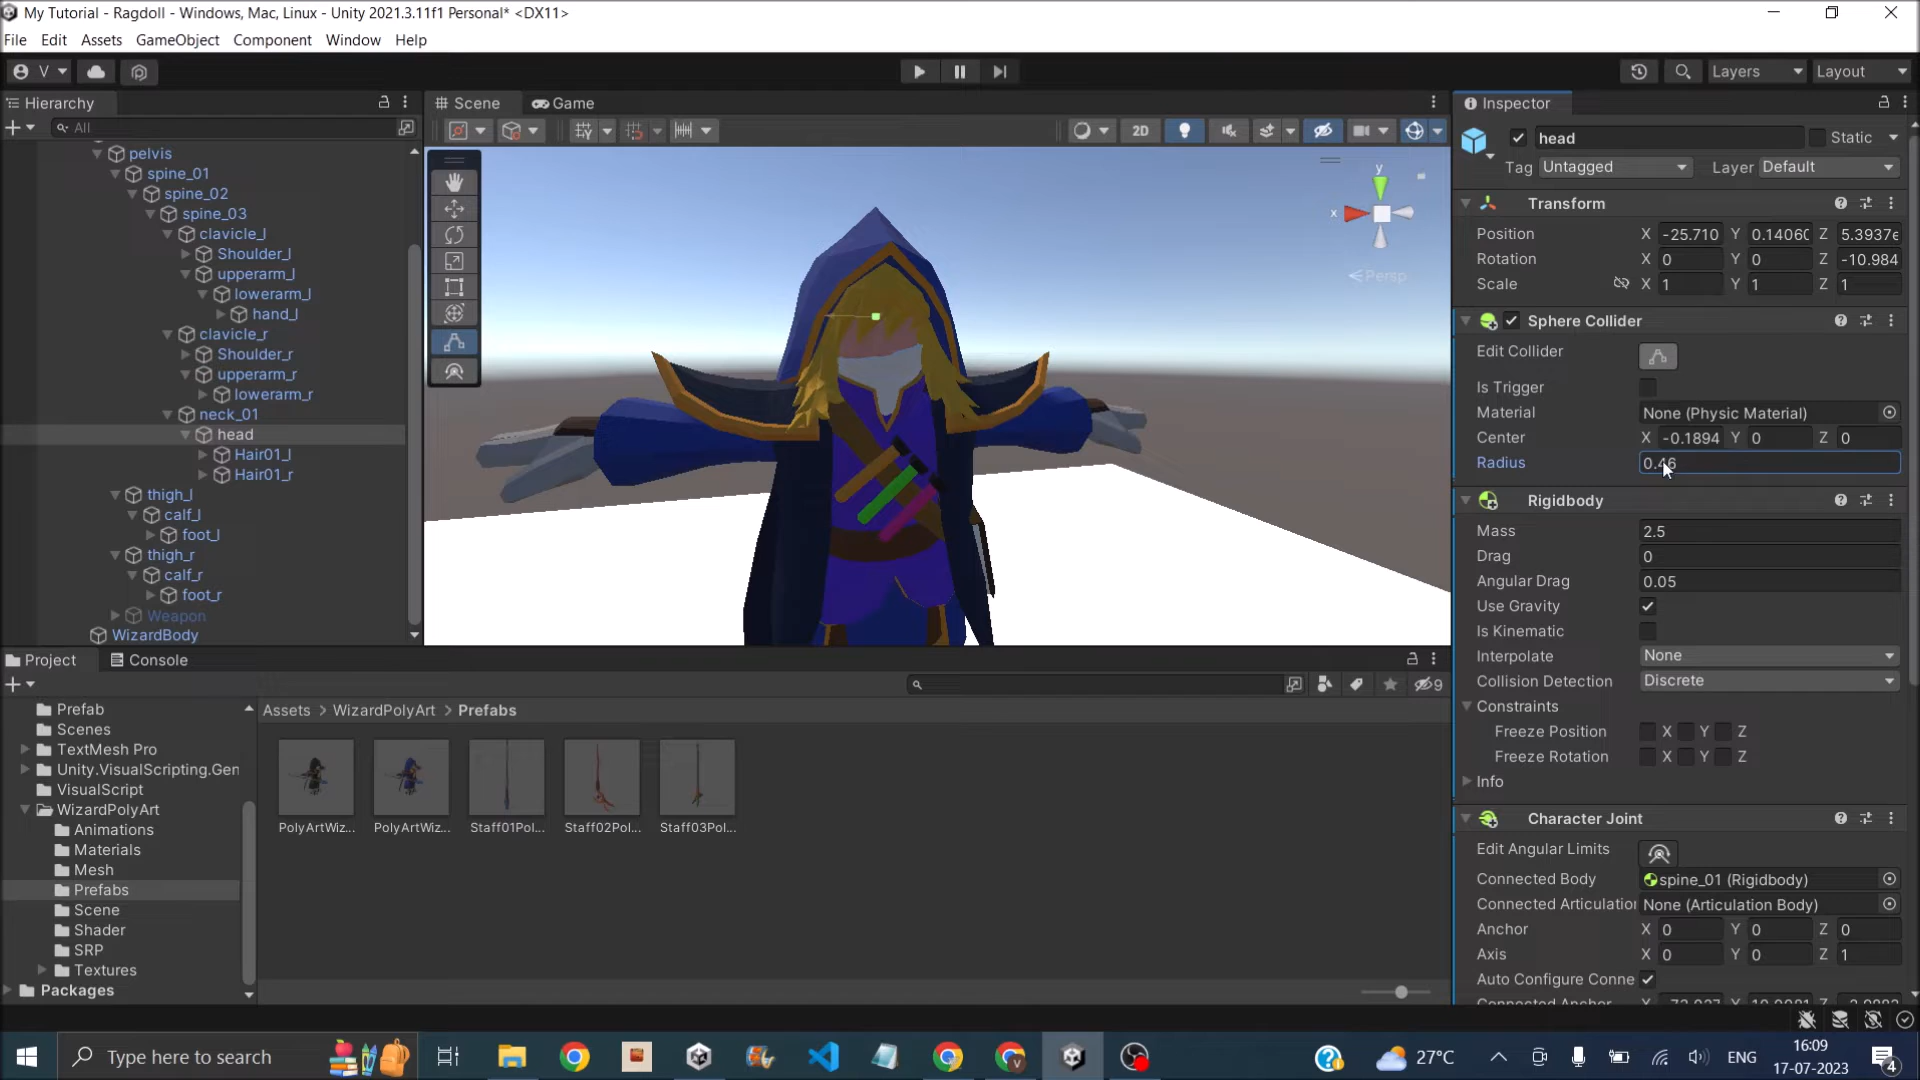 My Tutorial - Ragdoll - Windows, Mac, Linux - Unity 2021.3.11f1 Personal* <DX11>
File Edit Assets GameObject Component Window Help
V
Layers
Layout
Hierarchy
Scene
Game
Inspector
All
2D
head
Static
Tag Untagged Layer Default
pelvis
spine_01
spine_02
spine_03
clavicle_l
Shoulder_l
upperarm_l
lowerarm_l
hand_l
clavicle_r
Shoulder_r
upperarm_r
lowerarm_r
neck_01
head
Hair01_l
Hair01_r
thigh_l
calf_l
foot_l
thigh_r
calf_r
foot_r
Weapon
WizardBody
y
x
Persp
Transform
Position X -25.710 Y 0.1406( Z 5.3937e
Rotation X 0 Y 0 Z -10.984
Scale X 1 Y 1 Z 1
Sphere Collider
Edit Collider
Is Trigger
Material None (Physic Material)
Center X -0.1894 Y 0 Z 0
Radius 0.46
Rigidbody
Mass 2.5
Drag 0
Angular Drag 0.05
Use Gravity
Is Kinematic
Interpolate None
Collision Detection Discrete
Constraints
Freeze Position X Y Z
Freeze Rotation X Y Z
Info
Character Joint
Edit Angular Limits
Connected Body spine_01 (Rigidbody)
Connected Articulation None (Articulation Body)
Anchor X 0 Y 0 Z 0
Axis X 0 Y 0 Z 1
Auto Configure Conne
Project
Console
9
Prefab
Scenes
TextMesh Pro
Unity.VisualScripting.Gen
VisualScript
WizardPolyArt
Animations
Materials
Mesh
Prefabs
Scene
Shader
SRP
Textures
Packages
Assets > WizardPolyArt > Prefabs
PolyArtWiz...
PolyArtWiz...
Staff01Pol...
Staff02Pol...
Staff03Pol...
Type here to search
27°C
ENG
16:09
17-07-2023
4